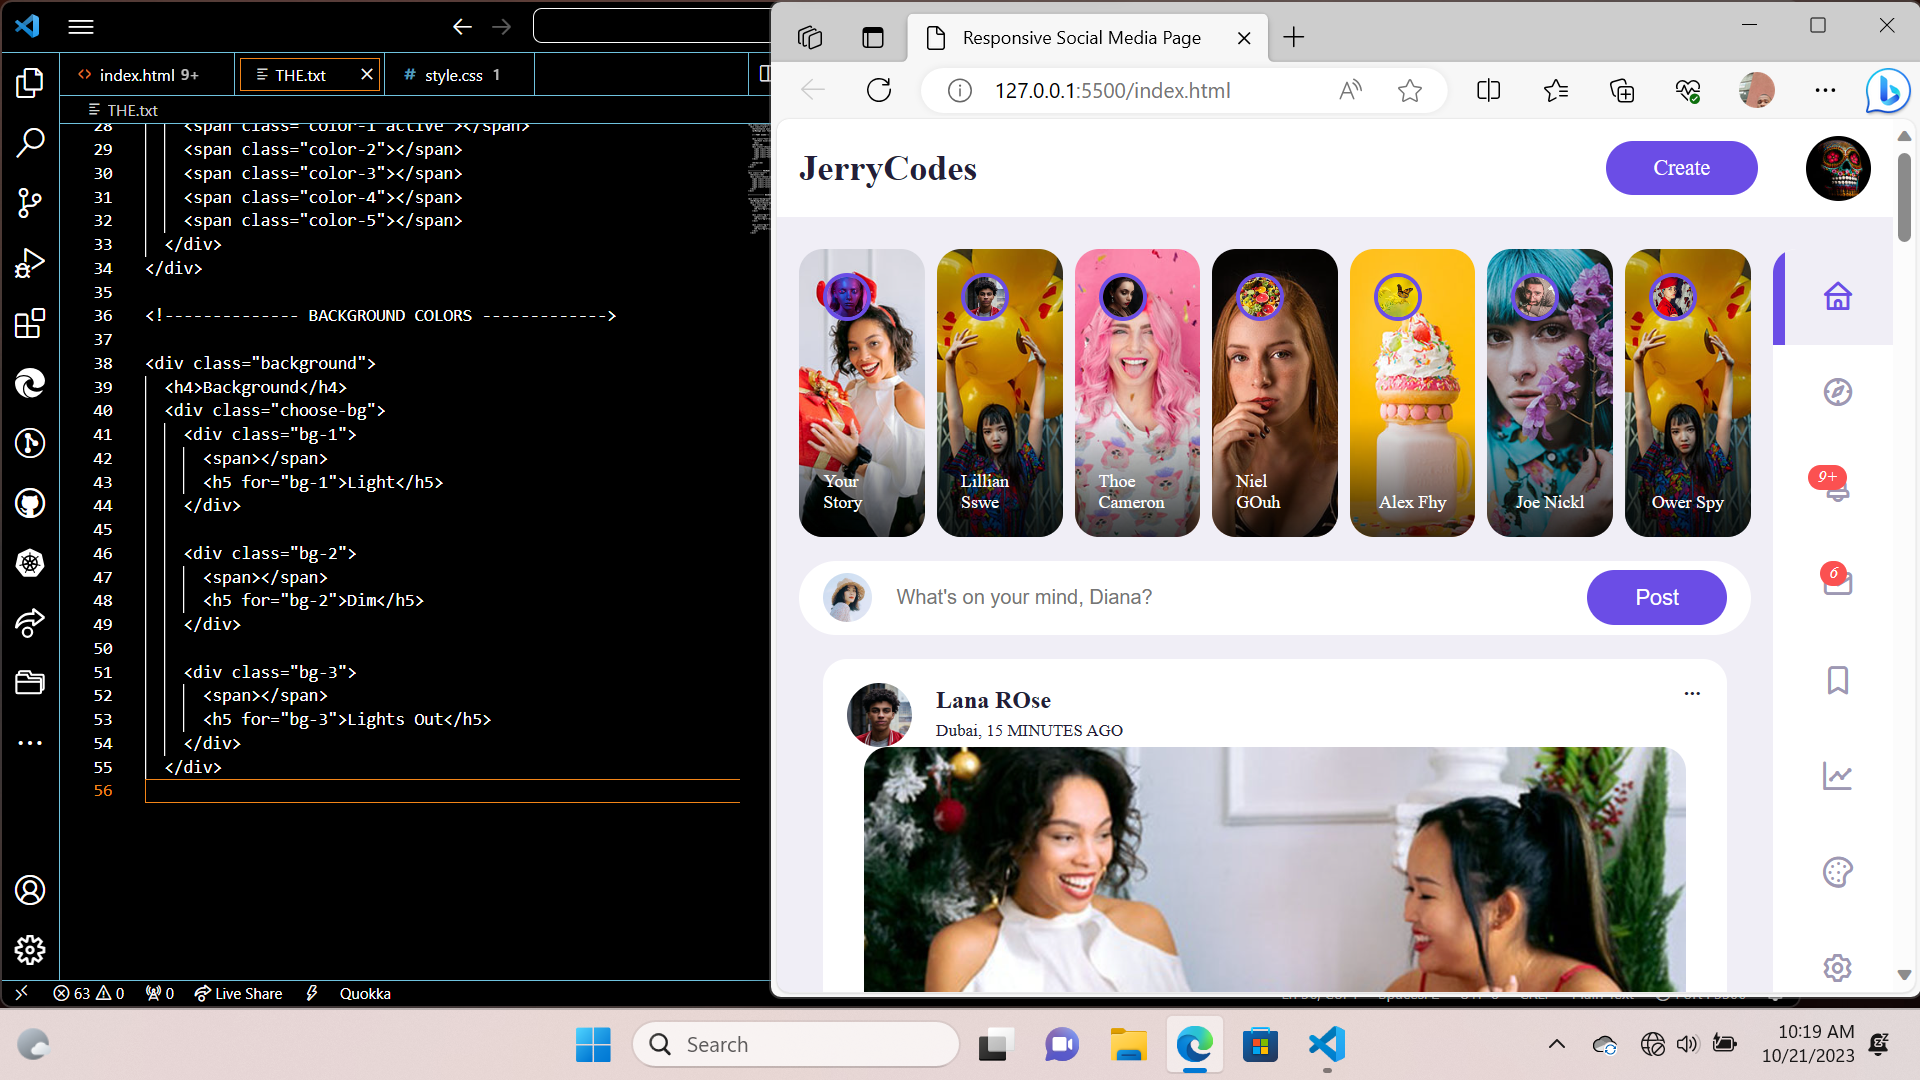 index.html 9+
THE.txt
style.css 1
THE.txt
28 <span class="color-1 active"></span>
29 <span class="color-2"></span>
30 <span class="color-3"></span>
31 <span class="color-4"></span>
32 <span class="color-5"></span>
33 </div>
34 </div>
35
36 <!-------------- BACKGROUND COLORS ------------->
37
38 <div class="background">
39 <h4>Background</h4>
40 <div class="choose-bg">
41 <div class="bg-1">
42 <span></span>
43 <h5 for="bg-1">Light</h5>
44 </div>
45
46 <div class="bg-2">
47 <span></span>
48 <h5 for="bg-2">Dim</h5>
49 </div>
50
51 <div class="bg-3">
52 <span></span>
53 <h5 for="bg-3">Lights Out</h5>
54 </div>
55 </div>
56
63 0 0 Live Share Quokka
Responsive Social Media Page
127.0.0.1:5500/index.html
JerryCodes
Create
Your
Story
Lillian
Sswe
Thoe
Cameron
Niel
GOuh
Alex Fhy
Joe Nickl
Ower Spy
9+
6
What's on your mind, Diana?
Post
Lana ROse
...
Dubai, 15 MINUTES AGO
Search
10:19 AM
10/21/2023